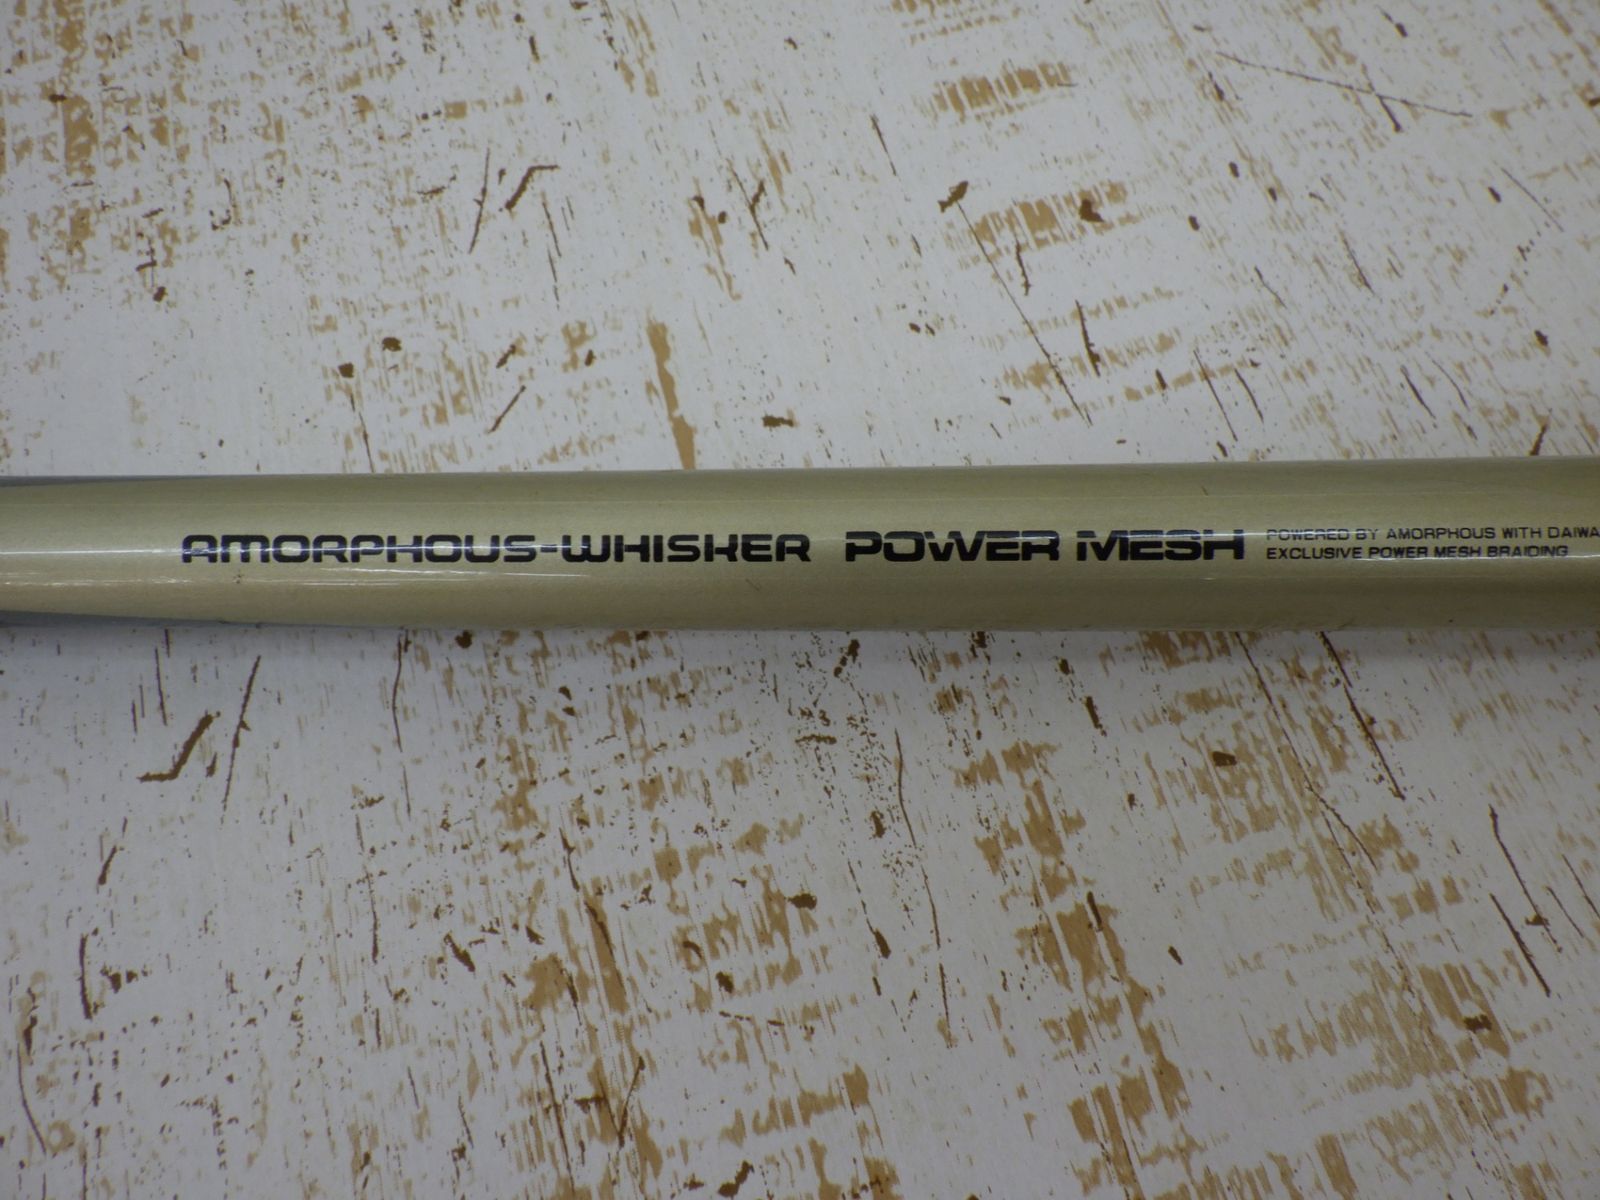 AMORPHOUS-WHISKER POWER MESH
POWERED BY AMORPHOUS WITH DAIWA
EXCLUSIVE POWER MESH BRAIDING